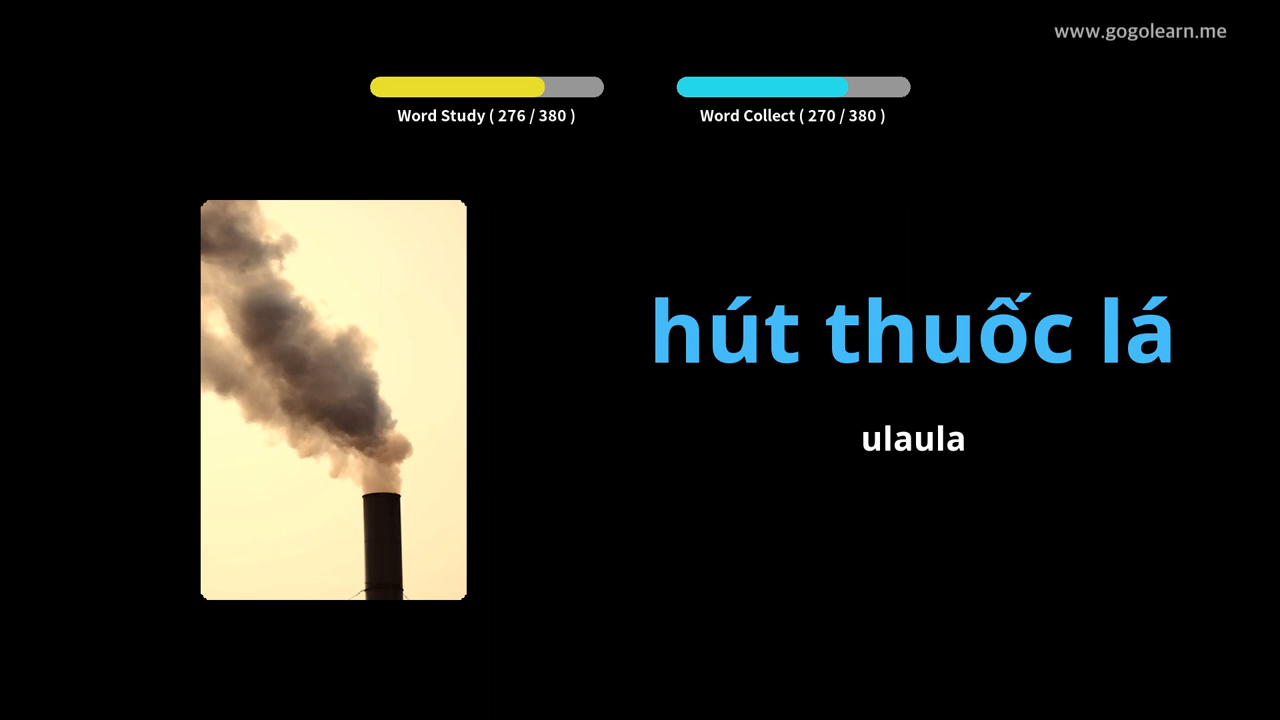 www.gogolearn.me
Word Study ( 276 / 380 )
Word Collect ( 270 / 380 )
hút thuốc lá
ulaula